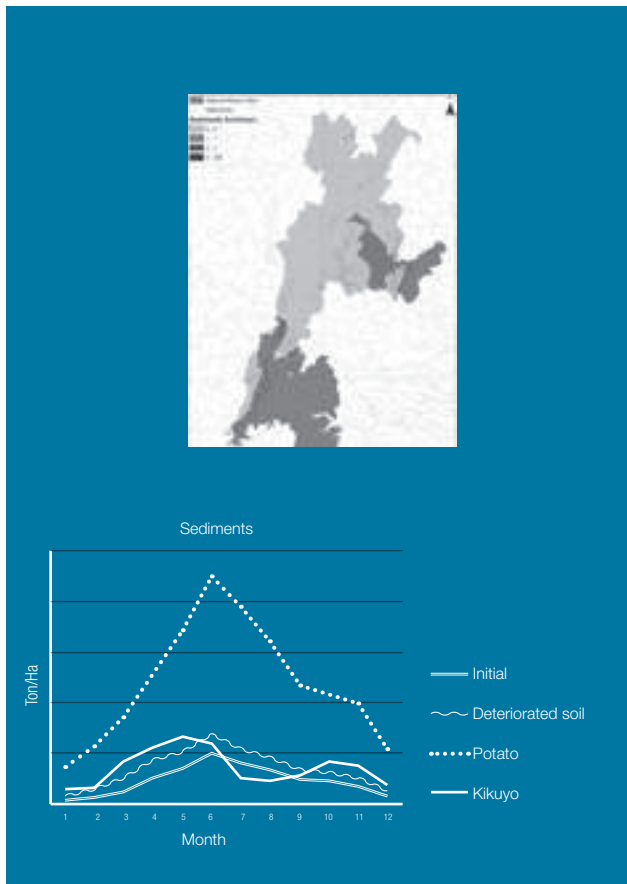 Sediments
Ton/Ha
Initial
Deteriorated soil
Potato
Kikuyo
1 2 3 4 5 6 7 8 9 10 11 12
Month